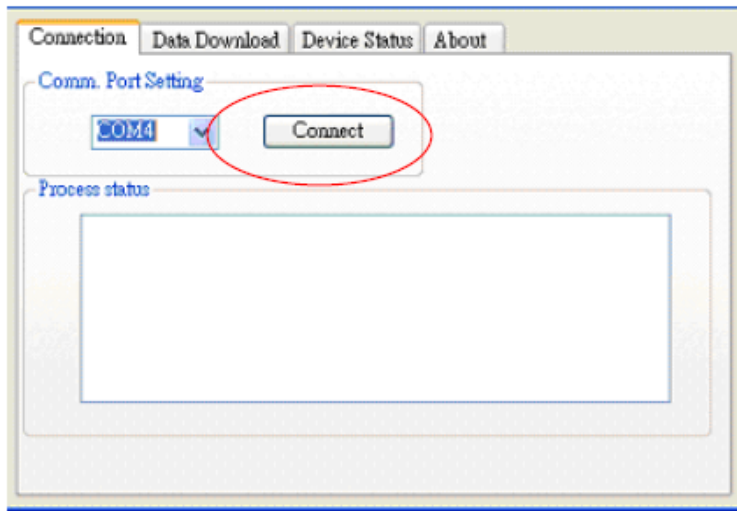 Connection Data Download Device Status About
Comm. Port Setting
COM4 Connect
Process status